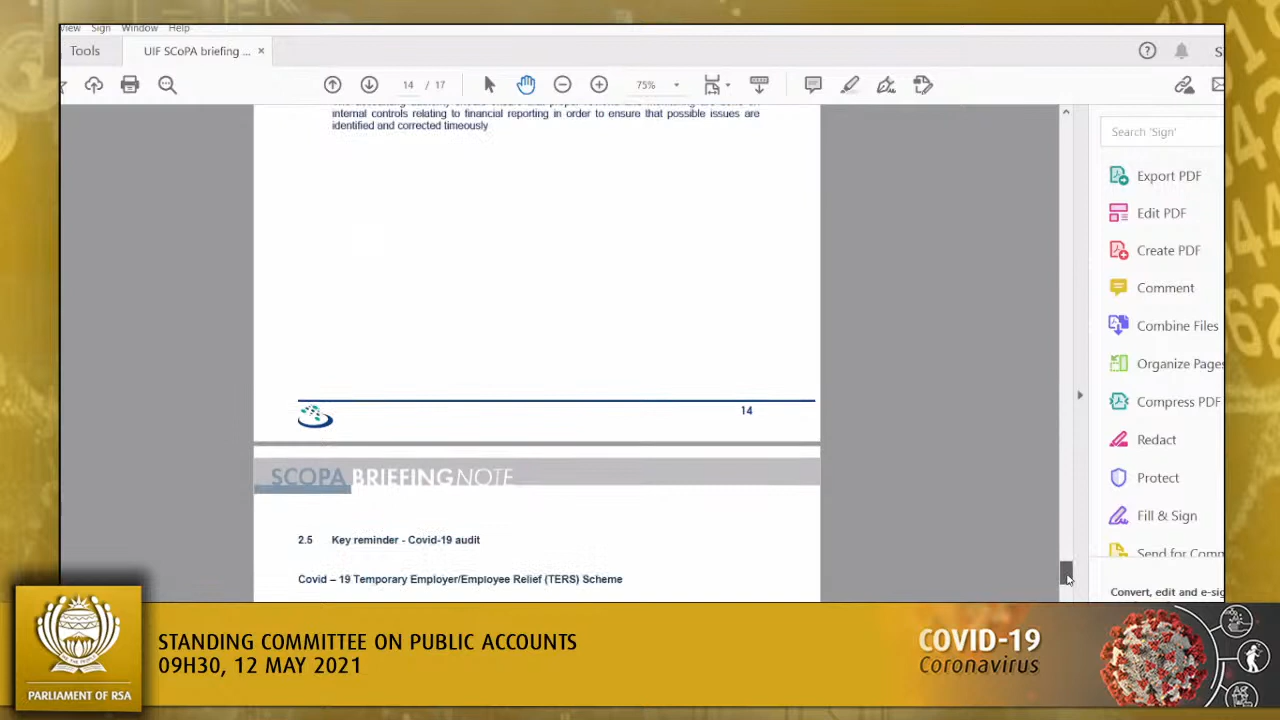 View Sign Window Help
Tools UIF SCoPA briefing ... ×
14 / 17 75%
internal controls relating to financial reporting in order to ensure that possible issues are
identified and corrected timeously
14
SCOPA BRIEFING NOTE
2.5 Key reminder - Covid-19 audit
Covid – 19 Temporary Employer/Employee Relief (TERS) Scheme
Search 'Sign'
Export PDF
Edit PDF
Create PDF
Comment
Combine Files
Organize Pages
Compress PDF
Redact
Protect
Fill & Sign
Send for Comm
Convert, edit and e-sig
STANDING COMMITTEE ON PUBLIC ACCOUNTS
09H30, 12 MAY 2021
PARLIAMENT OF RSA
COVID-19
Coronavirus